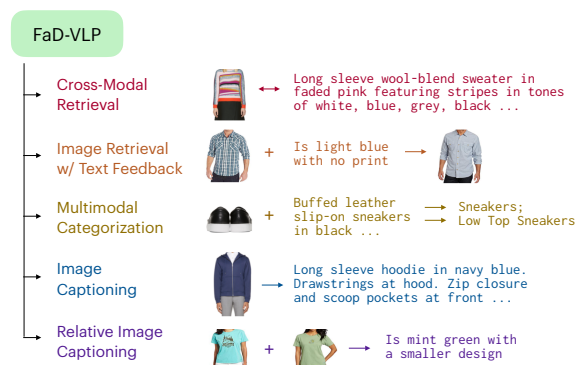 FaD-VLP
Cross-Modal
Retrieval
Long sleeve wool-blend sweater in
faded pink featuring stripes in tones
of white, blue, grey, black ...
Image Retrieval
w/ Text Feedback
+
Is light blue
with no print
Multimodal
Categorization
+
Buffed leather
slip-on sneakers
in black ...
Sneakers;
Low Top Sneakers
Image
Captioning
Long sleeve hoodie in navy blue.
Drawstrings at hood. Zip closure
and scoop pockets at front ...
Relative Image
Captioning
+
Is mint green with
a smaller design